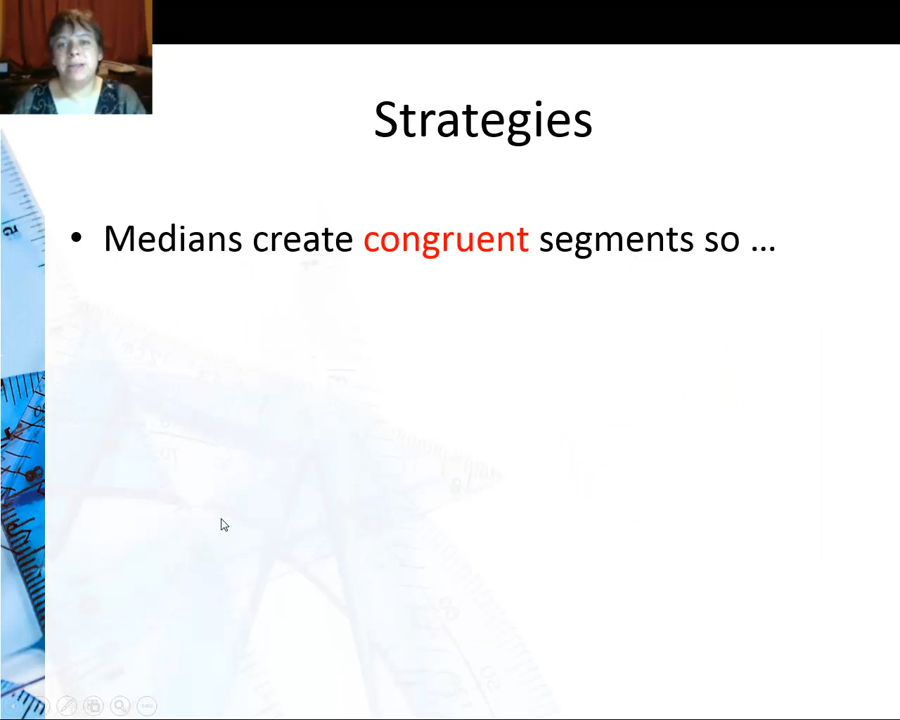 Strategies
• Medians create congruent segments so ...